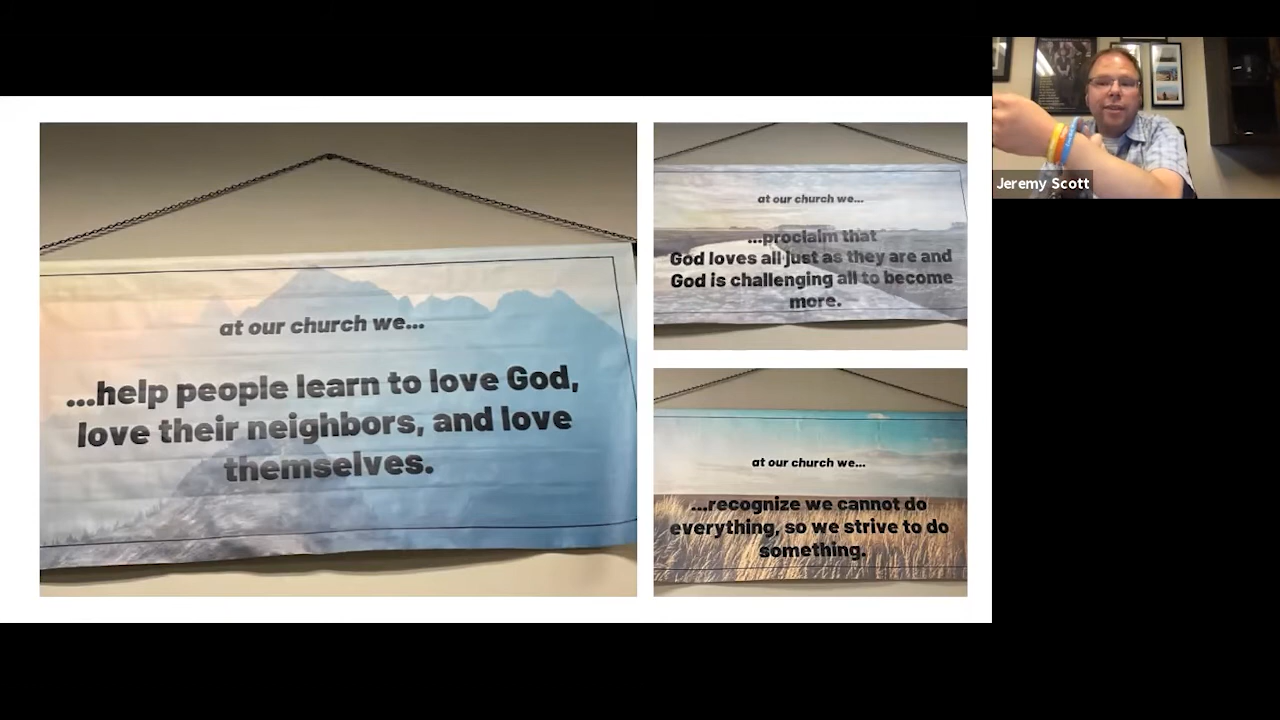 at our church we...
...help people learn to love God,
love their neighbors, and love
themselves.
at our church we...
...proclaim that
God loves all just as they are and
God is challenging all to become
more.
at our church we...
...recognize we cannot do
everything, so we strive to do
something.
Jeremy Scott